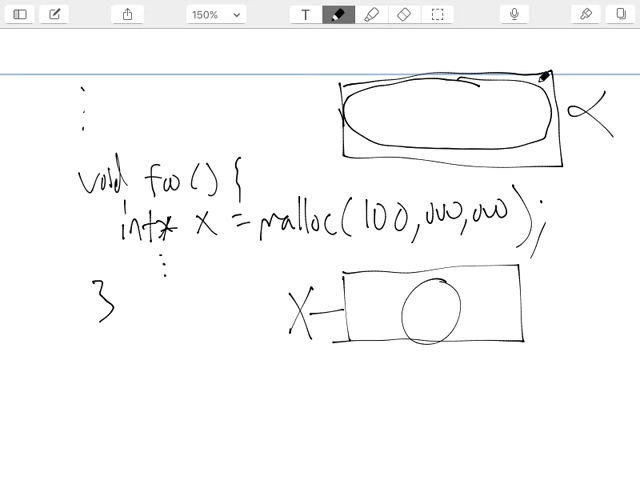 150%
T
α
void foo() {
int* x = malloc(100,000,000);
⋮
}
X